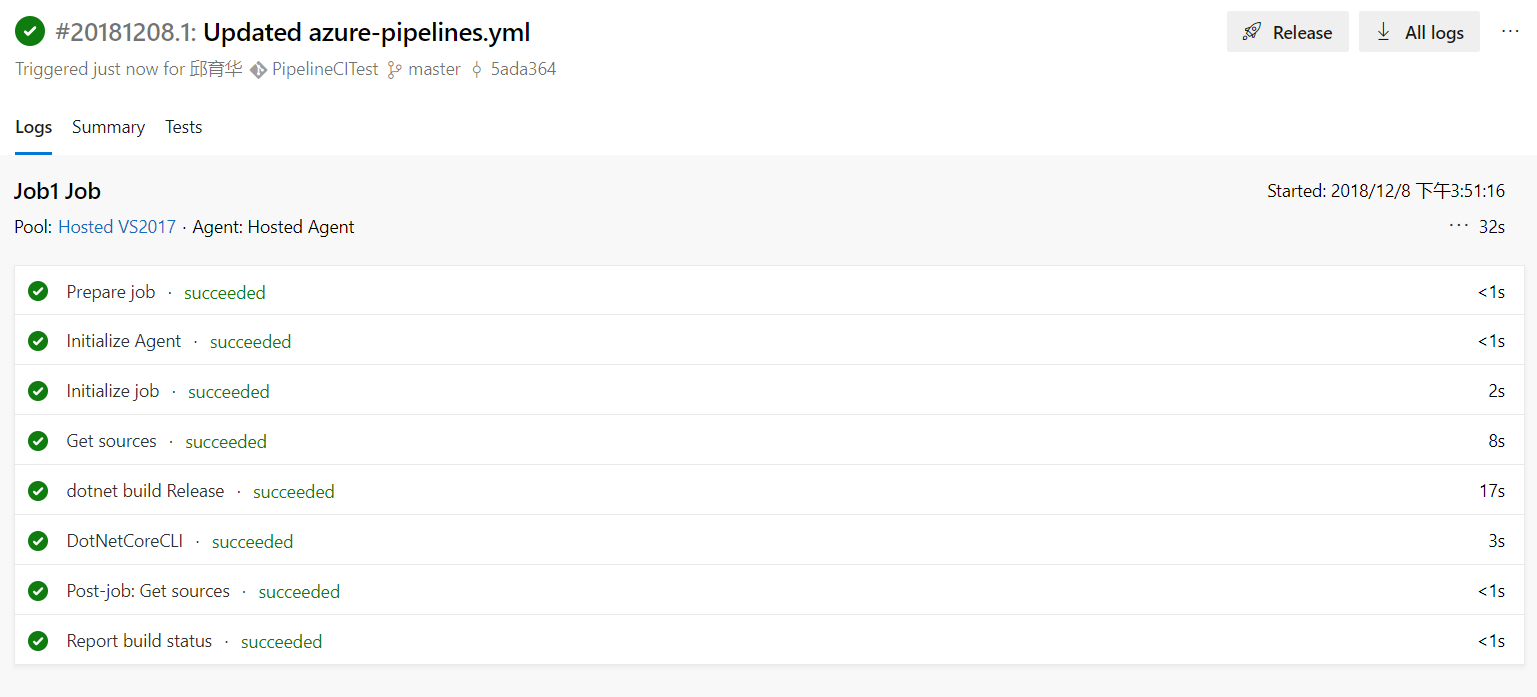 #20181208.1: Updated azure-pipelines.yml
Release
All logs
···
Triggered just now for 邱育华 PipelineCITest master 5ada364
Logs Summary Tests
Job1 Job
Started: 2018/12/8 下午3:51:16
Pool: Hosted VS2017 · Agent: Hosted Agent
··· 32s
Prepare job · succeeded <1s
Initialize Agent · succeeded <1s
Initialize job · succeeded 2s
Get sources · succeeded 8s
dotnet build Release · succeeded 17s
DotNetCoreCLI · succeeded 3s
Post-job: Get sources · succeeded <1s
Report build status · succeeded <1s